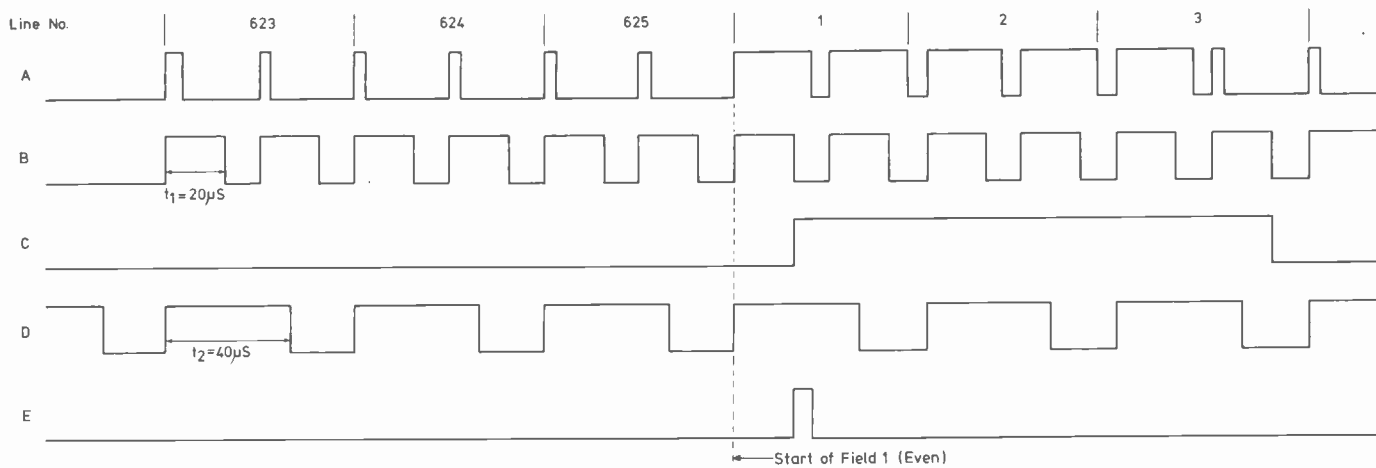 Line No. 623 624 625 1 2 3
A
B
t1=20µS
C
D
t2=40µS
E
Start of Field 1 (Even)